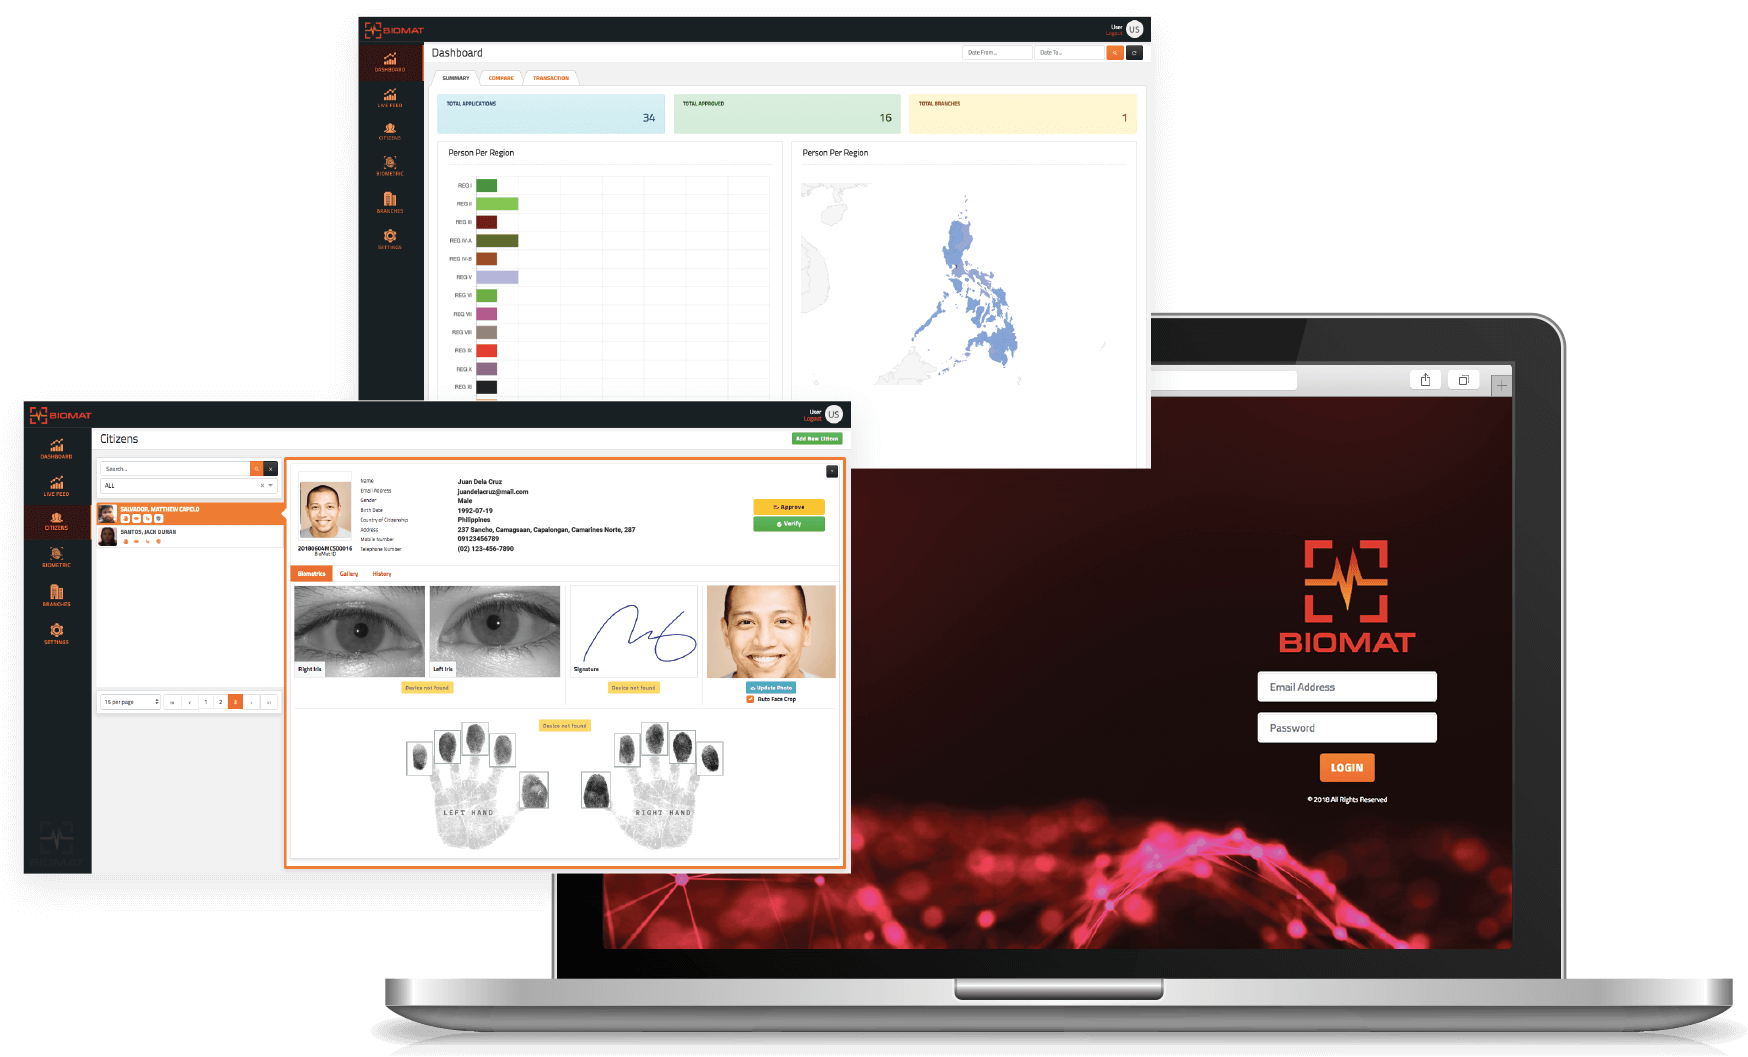 BIOMAT
User
Logout
US
DASHBOARD
LIVE FEED
CITIZENS
BIOMETRIC
BRANCHES
SETTINGS
Dashboard
Date From...
Date To...
SUMMARY
COMPARE
TRANSACTION
TOTAL APPLICATIONS
34
TOTAL APPROVED
16
TOTAL BRANCHES
1
Person Per Region
REG I
REG II
REG III
REG IV-A
REG IV-B
REG V
REG VI
REG VII
REG VIII
REG IX
REG X
REG XI
Person Per Region
BIOMAT
User
Logout
US
DASHBOARD
LIVE FEED
CITIZENS
BIOMETRIC
BRANCHES
SETTINGS
BIOMAT
Citizens
Add New Citizen
Search...
ALL
SALVADOR, MATTHEW CAPELO
SANTOS, JACK DURAN
15 per page
1
2
3
2018060AMC500016
BioMat ID
Name Juan Dela Cruz
Email Address juandelacruz@mail.com
Gender Male
Birth Date 1992-07-19
Country of Citizenship Philippines
Address 237 Sancho, Camagsaan, Capalongan, Camarines Norte, 287
Mobile Number 09123456789
Telephone Number (02) 123-456-7890
Approve
Verify
Biometrics
Gallery
History
Right Iris
Left Iris
Signature
Device not found
Device not found
Update Photo
Auto Face Crop
Device not found
LEFT HAND
RIGHT HAND
BIOMAT
Email Address
Password
LOGIN
© 2018 All Rights Reserved